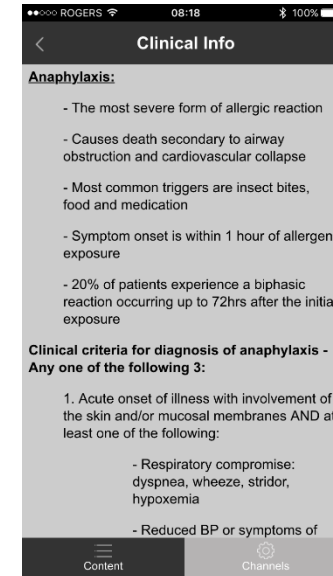 ROGERS 08:18 100%
Clinical Info
Anaphylaxis:
- The most severe form of allergic reaction
- Causes death secondary to airway
obstruction and cardiovascular collapse
- Most common triggers are insect bites,
food and medication
- Symptom onset is within 1 hour of allergen
exposure
- 20% of patients experience a biphasic
reaction occurring up to 72hrs after the initia
exposure
Clinical criteria for diagnosis of anaphylaxis -
Any one of the following 3:
1. Acute onset of illness with involvement of
the skin and/or mucosal membranes AND at
least one of the following:
- Respiratory compromise:
dyspnea, wheeze, stridor,
hypoxemia
- Reduced BP or symptoms of
Content Channels